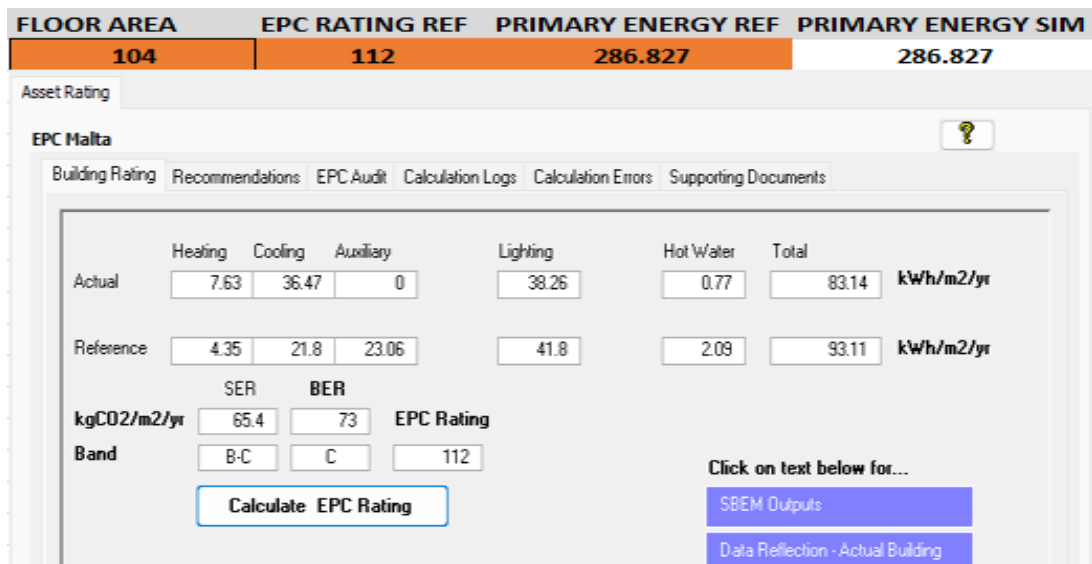 FLOOR AREA EPC RATING REF PRIMARY ENERGY REF PRIMARY ENERGY SIM
104 112 286.827 286.827
Asset Rating
EPC Malta ?
Building Rating Recommendations EPC Audit Calculation Logs Calculation Errors Supporting Documents
Heating Cooling Auxiliary Lighting Hot Water Total
Actual 7.63 36.47 0 38.26 0.77 83.14 kWh/m2/yr
Reference 4.35 21.8 23.06 41.8 2.09 93.11 kWh/m2/yr
SER BER
kgCO2/m2/yr 65.4 73 EPC Rating
Band B-C C 112
Click on text below for...
Calculate EPC Rating SBEM Outputs
Data Reflection - Actual Building